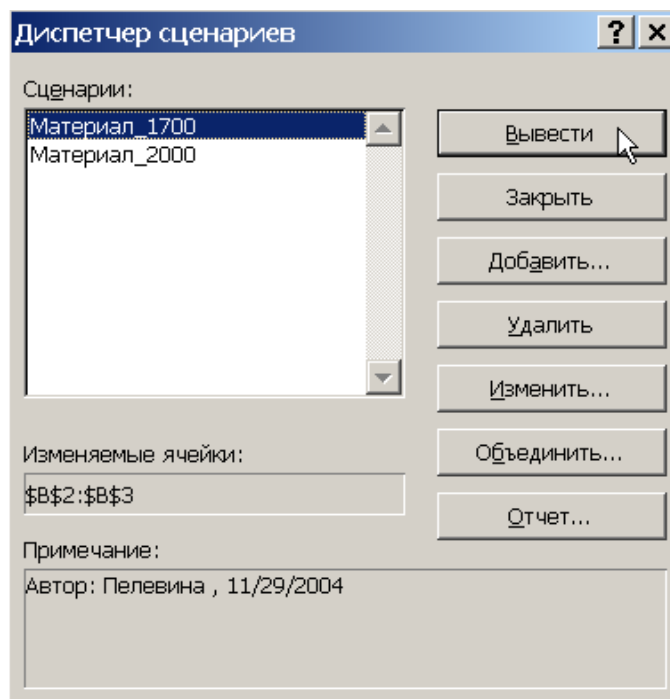 Диспетчер сценариев
Сценарии:
Материал_1700
Материал_2000
Вывести
Закрыть
Добавить...
Удалить
Изменить...
Объединить...
Отчет...
Изменяемые ячейки:
$B$2:$B$3
Примечание:
Автор: Пелевина , 11/29/2004